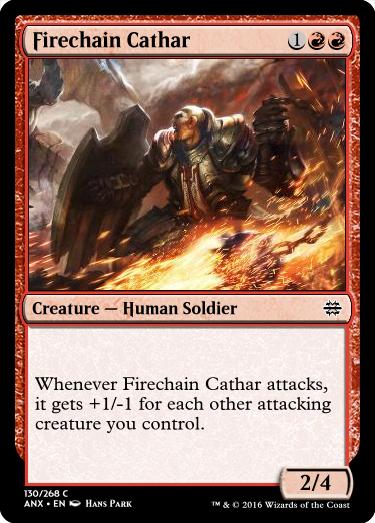 Firechain Cathar 1
Creature — Human Soldier
Whenever Firechain Cathar attacks,
it gets +1/-1 for each other attacking
creature you control.
2/4
130/268 C
ANX • EN Hans Park
™ & © 2016 Wizards of the Coast